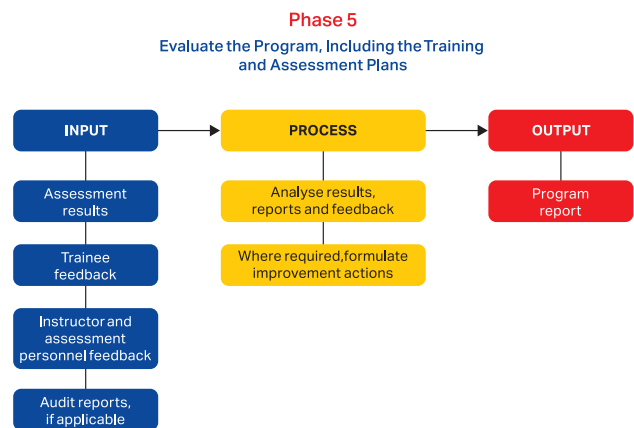 Phase 5
Evaluate the Program, Including the Training
and Assessment Plans
INPUT
PROCESS
OUTPUT
Assessment
results
Trainee
feedback
Instructor and
assessment
personnel feedback
Audit reports,
if applicable
Analyse results,
reports and feedback
Where required,formulate
improvement actions
Program
report